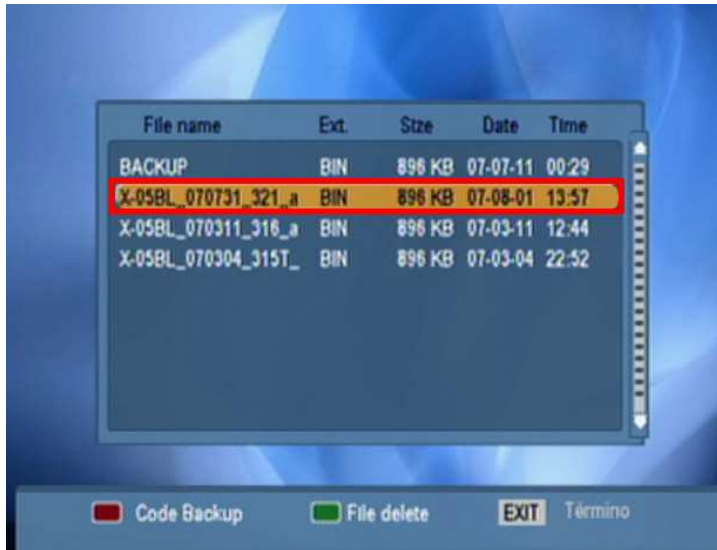 File name Ext. Size Date Time
BACKUP BIN 896 KB 07-07-11 00:29
X-05BL_070731_321_a BIN 896 KB 07-08-01 13:57
X-05BL_070311_316_a BIN 896 KB 07-03-11 12:44
X-05BL_070304_315T_ BIN 896 KB 07-03-04 22:52
Code Backup File delete EXIT Término